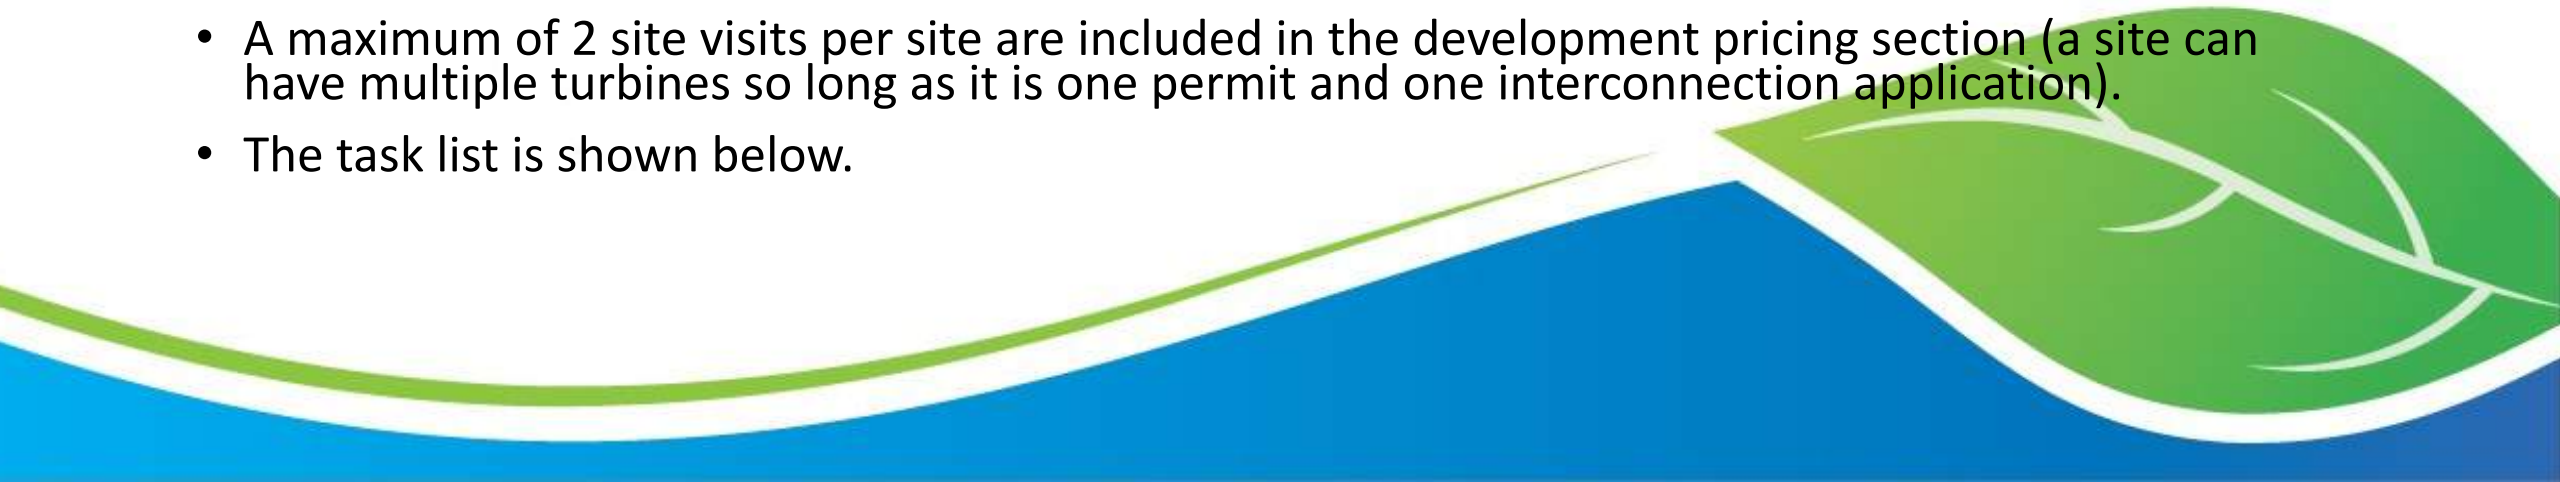 • A maximum of 2 site visits per site are included in the development pricing section (a site can
have multiple turbines so long as it is one permit and one interconnection application).
• The task list is shown below.